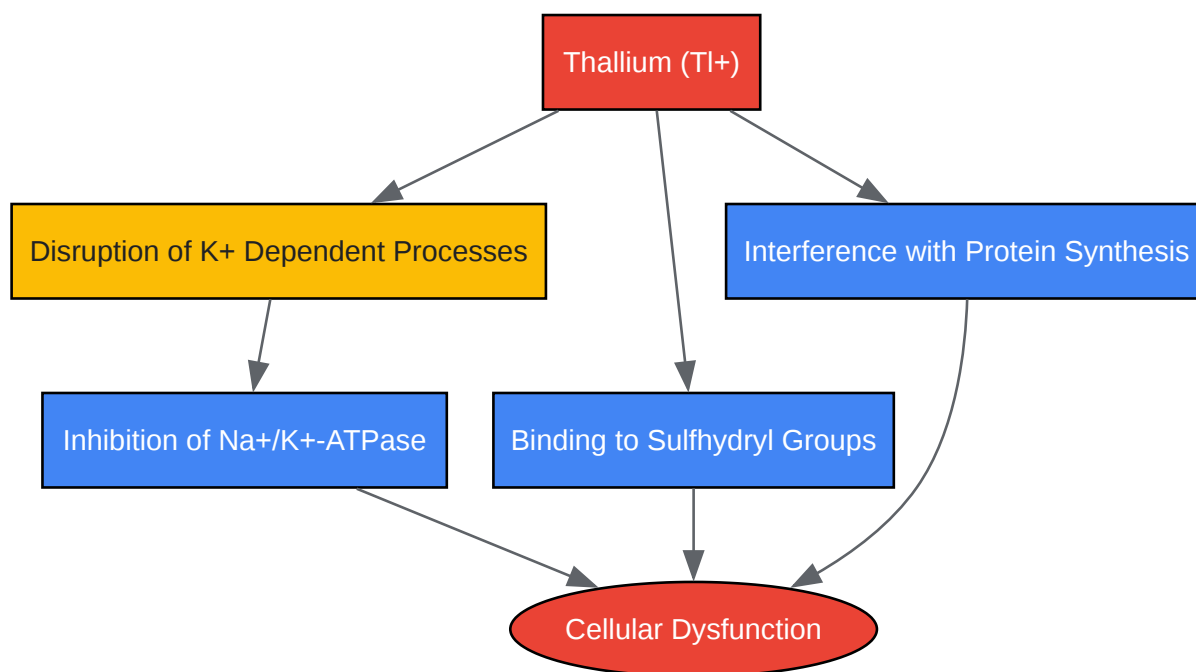 Thallium (Tl+)
Disruption of K+ Dependent Processes
Interference with Protein Synthesis
Inhibition of Na+/K+-ATPase
Binding to Sulfhydryl Groups
Cellular Dysfunction